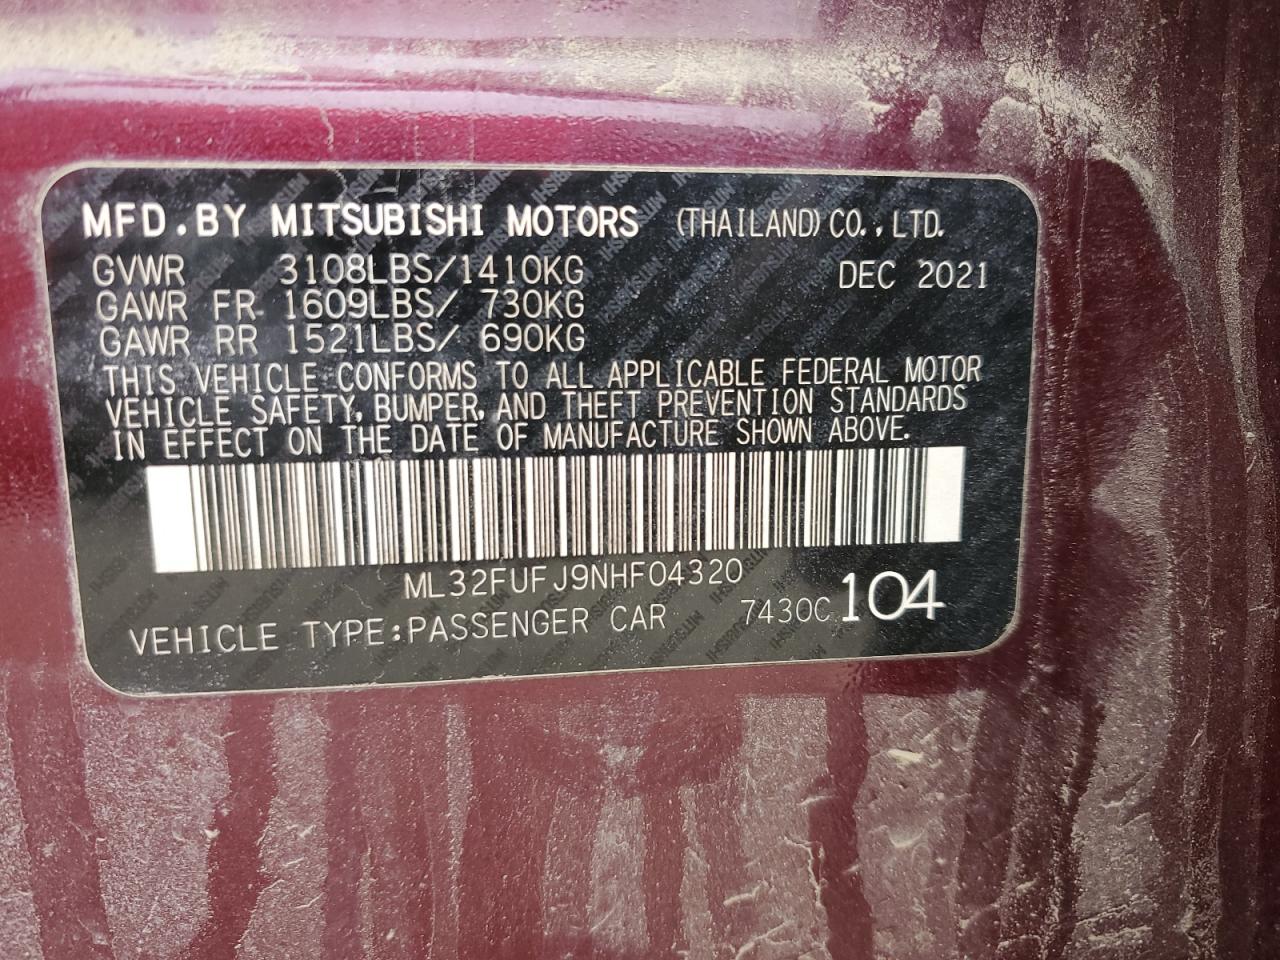 MFD.BY MITSUBISHI MOTORS (THAILAND) CO.,LTD.
GVWR 3108LBS/1410KG DEC 2021
GAWR FR 1609LBS/ 730KG
GAWR RR 1521LBS/ 690KG
THIS VEHICLE CONFORMS TO ALL APPLICABLE FEDERAL MOTOR
VEHICLE SAFETY, BUMPER, AND THEFT PREVENTION STANDARDS
IN EFFECT ON THE DATE OF MANUFACTURE SHOWN ABOVE.
ML32FUFJ9NHF04320
VEHICLE TYPE:PASSENGER CAR 7430C 104